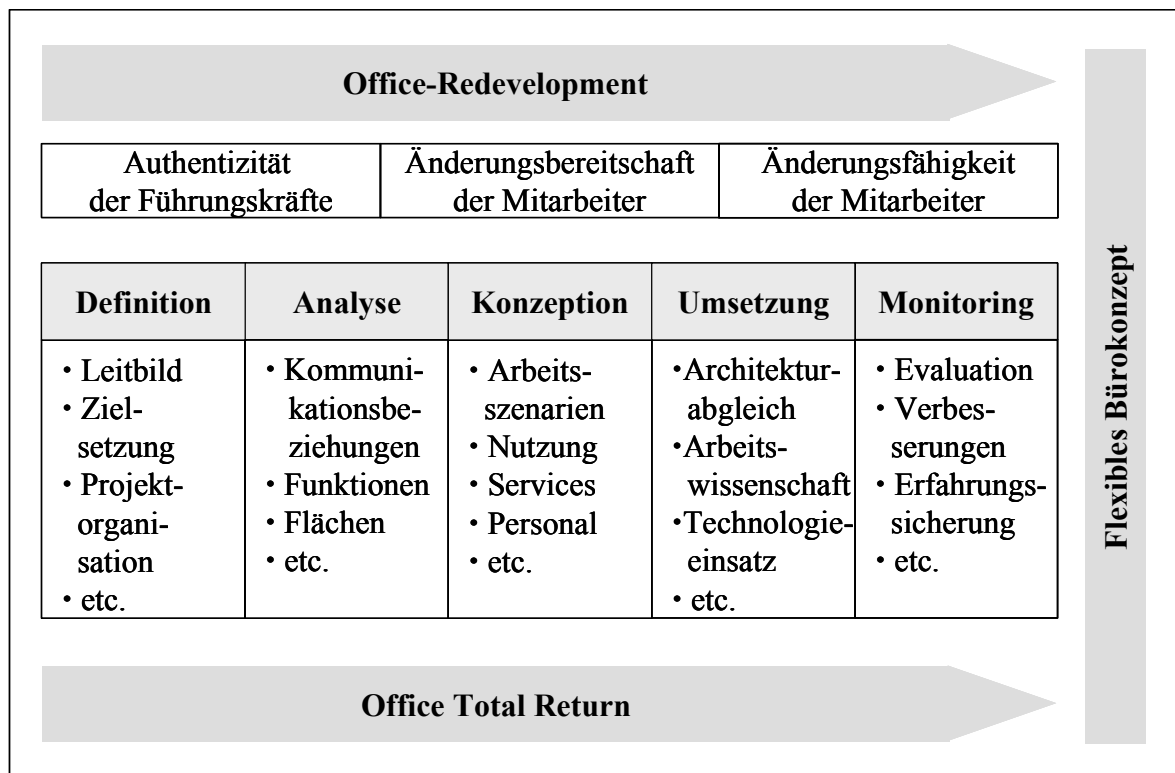 Office-Redevelopment
Authentizität
der Führungskräfte
Änderungsbereitschaft
der Mitarbeiter
Änderungsfähigkeit
der Mitarbeiter
Definition
• Leitbild
• Ziel-
setzung
• Projekt-
organi-
sation
• etc.
Analyse
• Kommuni-
kationsbe-
ziehungen
• Funktionen
• Flächen
• etc.
Konzeption
• Arbeits-
szenarien
• Nutzung
• Services
• Personal
• etc.
Umsetzung
•Architektur-
abgleich
•Arbeits-
wissenschaft
•Technologie-
einsatz
• etc.
Monitoring
• Evaluation
• Verbes-
serungen
• Erfahrungs-
sicherung
• etc.
Office Total Return
Flexibles Bürokonzept